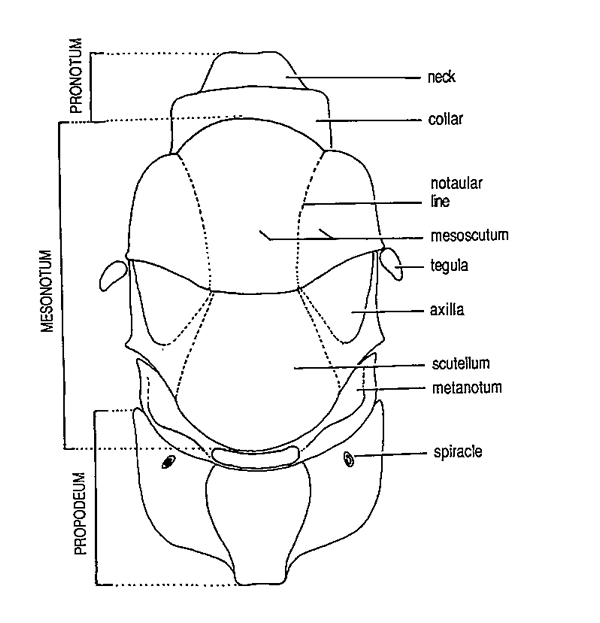 PRONOTUM
neck
collar
notaular
line
mesoscutum
tegula
MESONOTUM
axilla
scutellum
metanotum
spiracle
PROPODEUM